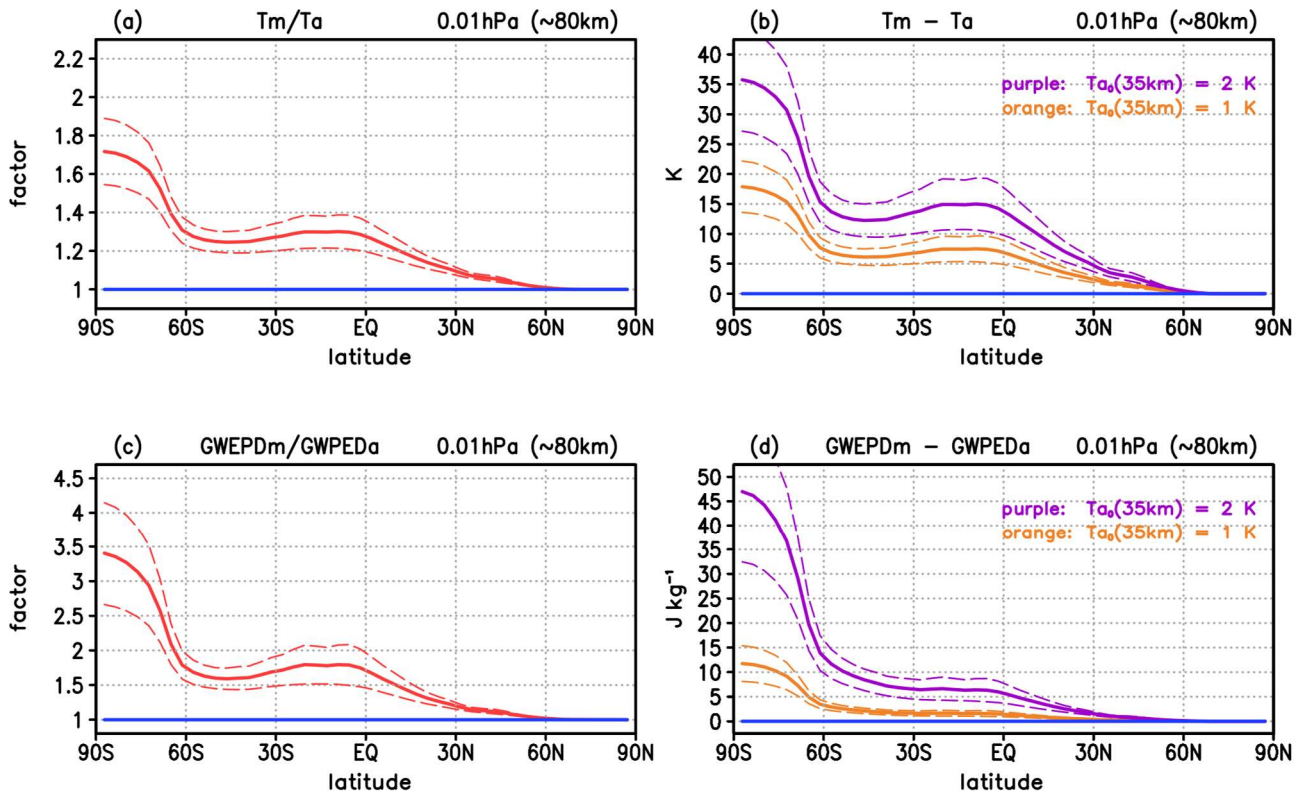 (a) Tm/Ta 0.01hPa (~80km)
2.2
2
1.8
1.6
1.4
1.2
1
factor
90S 60S 30S EQ 30N 60N 90N
latitude
(b) Tm − Ta 0.01hPa (~80km)
purple: Ta₀(35km) = 2 K
orange: Ta₀(35km) = 1 K
40
35
30
25
20
15
10
5
0
K
90S 60S 30S EQ 30N 60N 90N
latitude
(c) GWEPDm/GWPEDa 0.01hPa (~80km)
4.5
4
3.5
3
2.5
2
1.5
1
factor
90S 60S 30S EQ 30N 60N 90N
latitude
(d) GWEPDm − GWPEDa 0.01hPa (~80km)
purple: Ta₀(35km) = 2 K
orange: Ta₀(35km) = 1 K
50
45
40
35
30
25
20
15
10
5
0
J kg⁻¹
90S 60S 30S EQ 30N 60N 90N
latitude